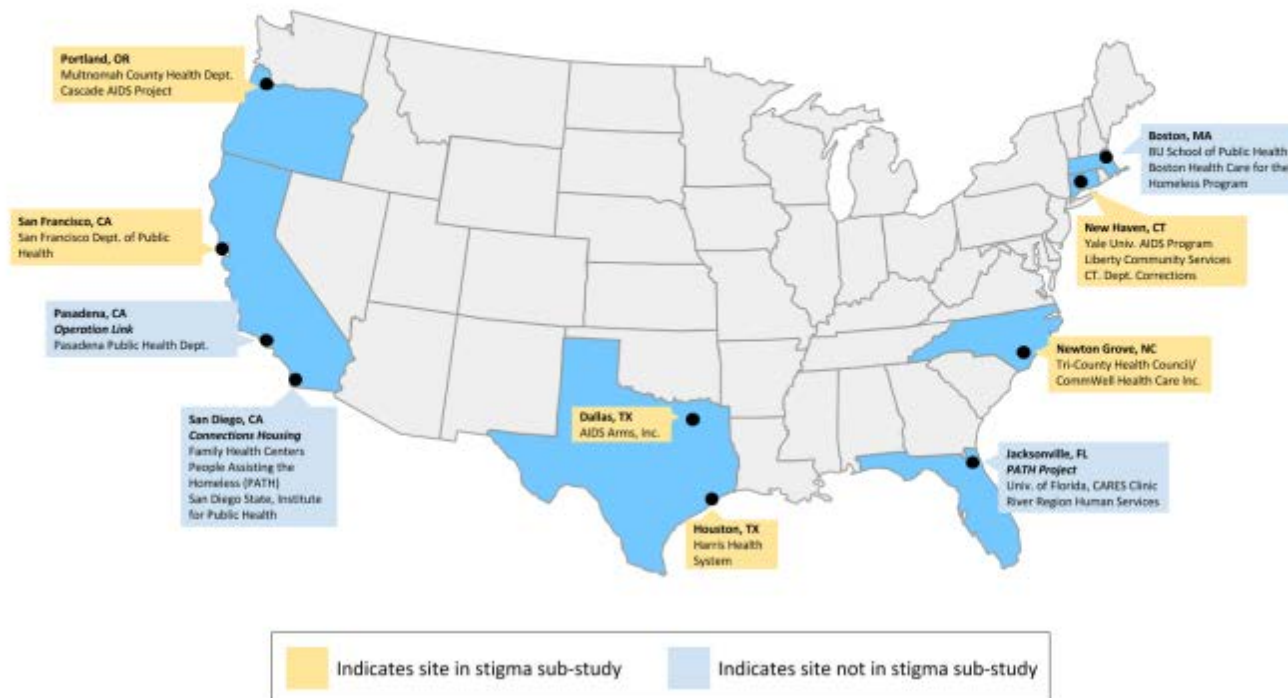 Portland, OR
Multnomah County Health Dept.
Cascade AIDS Project
Boston, MA
BU School of Public Health
Boston Health Care for the
Homeless Program
San Francisco, CA
San Francisco Dept. of Public
Health
New Haven, CT
Yale Univ. AIDS Program
Liberty Community Services
CT. Dept. Corrections
Pasadena, CA
Operation Link
Pasadena Public Health Dept.
Newton Grove, NC
Tri-County Health Council/
CommWell Health Care Inc.
San Diego, CA
Connections Housing
Family Health Centers
People Assisting the
Homeless (PATH)
San Diego State, Institute
for Public Health
Dallas, TX
AIDS Arms, Inc.
Jacksonville, FL
PATH Project
Univ. of Florida, CARES Clinic
River Region Human Services
Houston, TX
Harris Health
System
Indicates site in stigma sub-study
Indicates site not in stigma sub-study